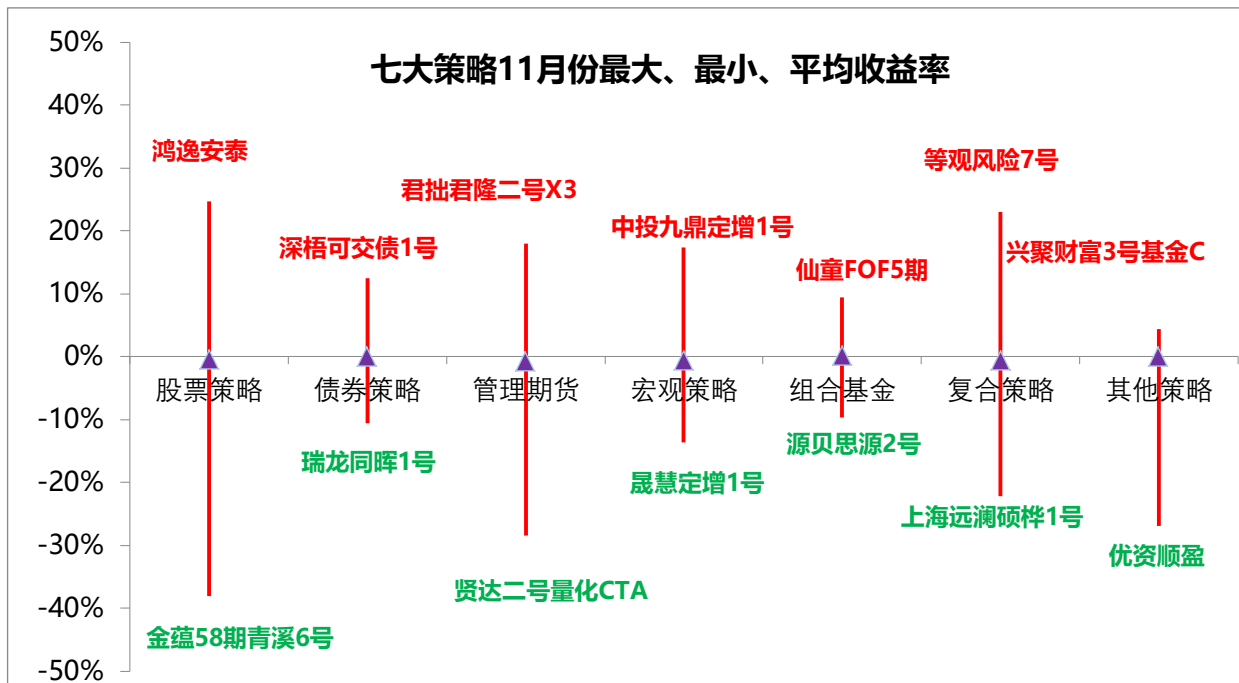 七大策略11月份最大、最小、平均收益率
50%
40%
30%
20%
10%
0%
-10%
-20%
-30%
-40%
-50%
鸿逸安泰
深梧可交债1号
君拙君隆二号X3
中投九鼎定增1号
仙童FOF5期
等观风险7号
兴聚财富3号基金C
股票策略
债券策略
管理期货
宏观策略
组合基金
复合策略
其他策略
金蕴58期青溪6号
瑞龙同晖1号
贤达二号量化CTA
晟慧定增1号
源贝思源2号
上海远澜硕桦1号
优资顺盈